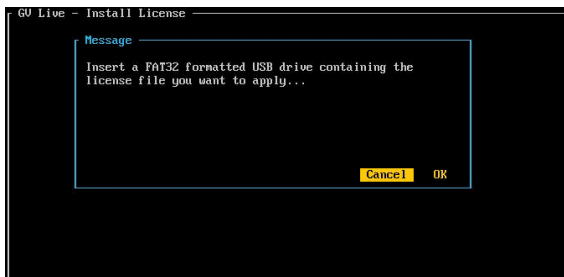 GV Live - Install License
Message
Insert a FAT32 formatted USB drive containing the
license file you want to apply...
Cancel OK